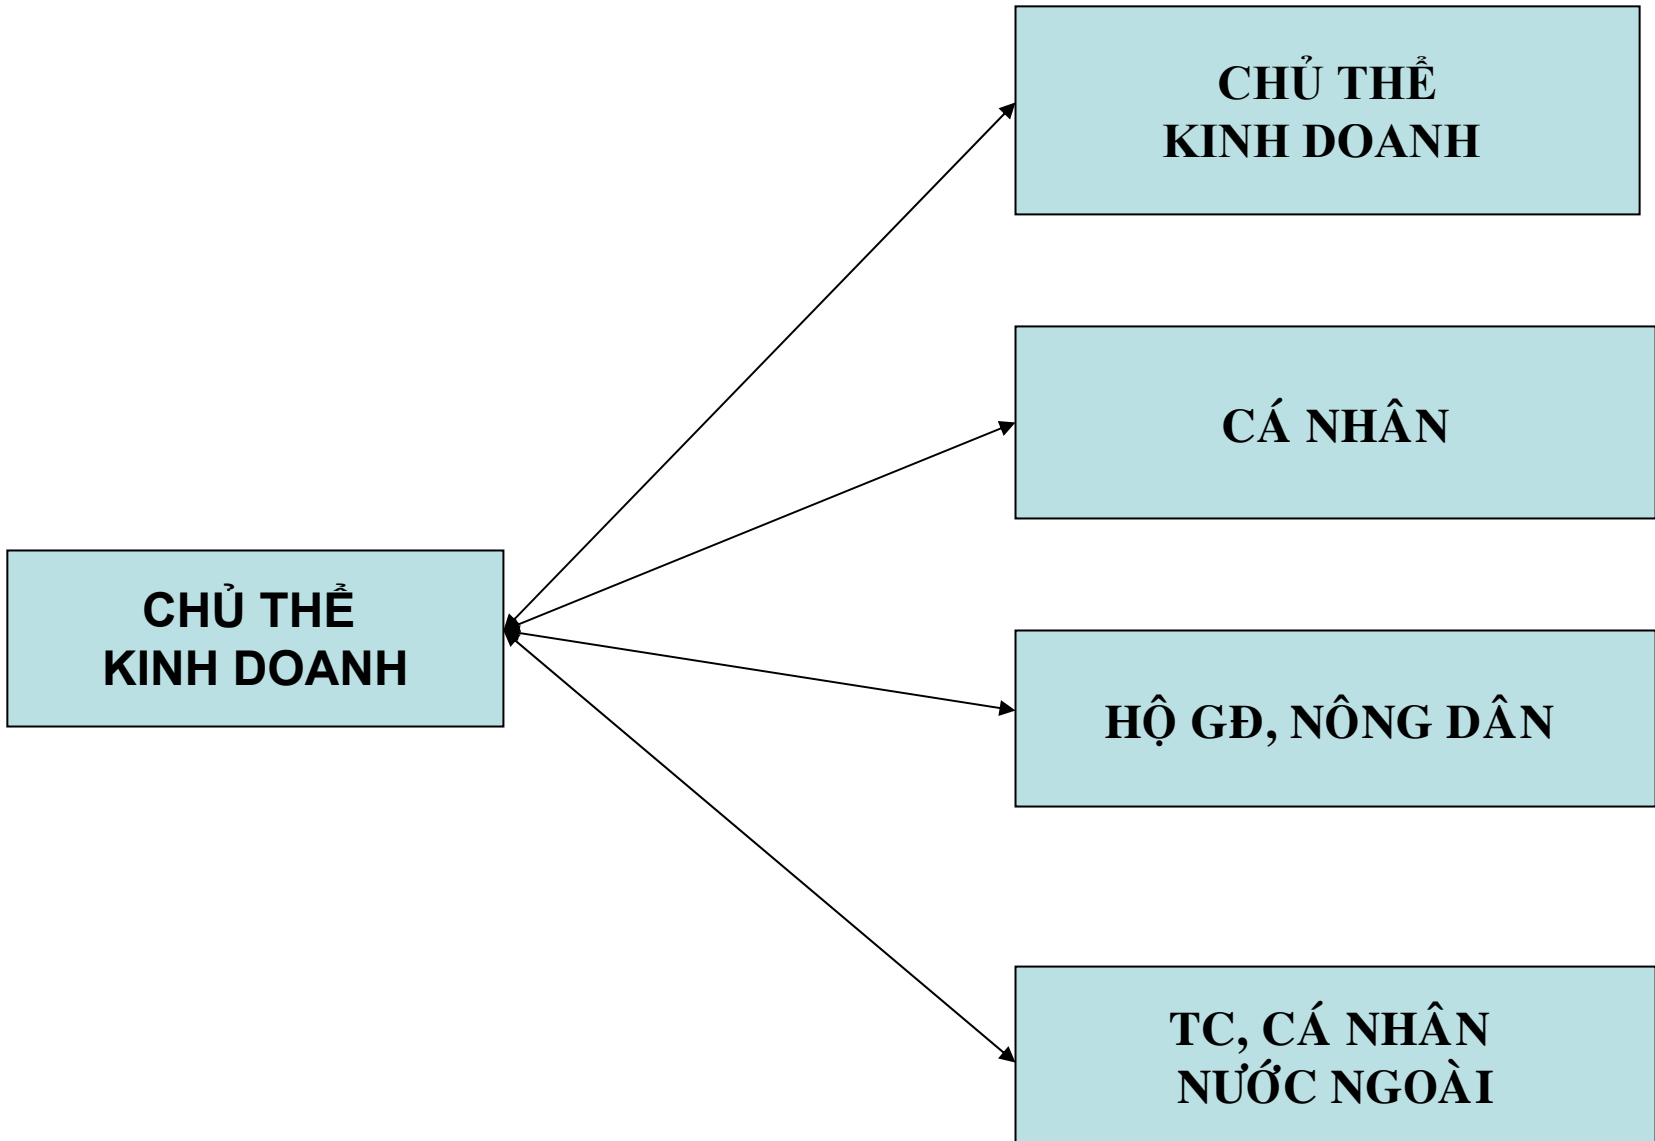 CHỦ THỂ
KINH DOANH
CÁ NHÂN
CHỦ THỂ
KINH DOANH
HỘ GĐ, NÔNG DÂN
TC, CÁ NHÂN
NƯỚC NGOÀI